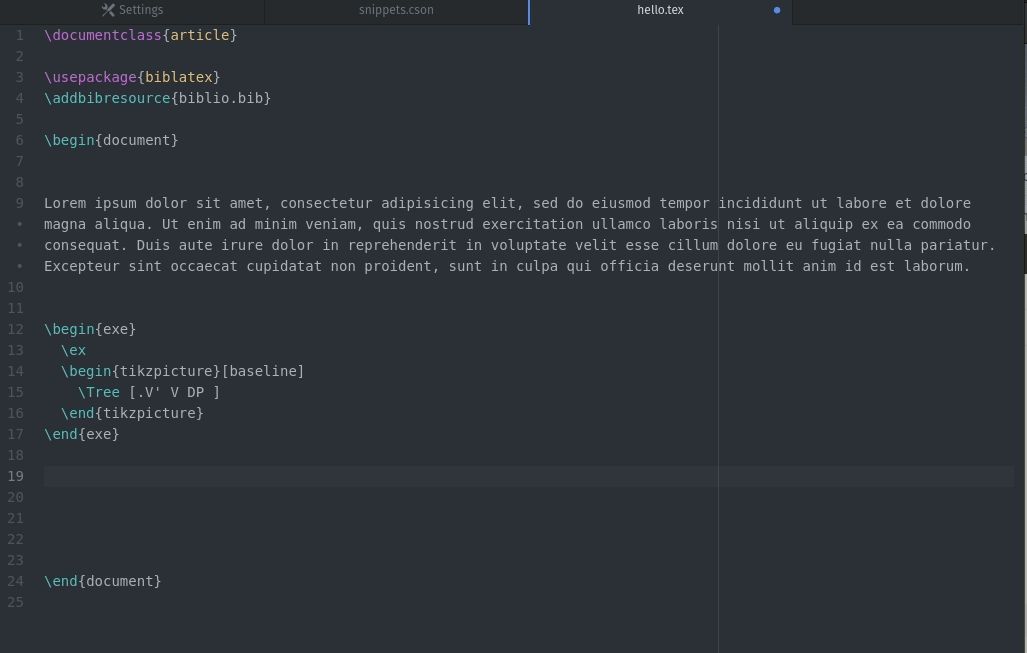 Settings snippets.cson hello.tex
1 \documentclass{article}
2
3 \usepackage{biblatex}
4 \addbibresource{biblio.bib}
5
6 \begin{document}
7
8
9 Lorem ipsum dolor sit amet, consectetur adipisicing elit, sed do eiusmod tempor incididunt ut labore et dolore
• magna aliqua. Ut enim ad minim veniam, quis nostrud exercitation ullamco laboris nisi ut aliquip ex ea commodo
• consequat. Duis aute irure dolor in reprehenderit in voluptate velit esse cillum dolore eu fugiat nulla pariatur.
• Excepteur sint occaecat cupidatat non proident, sunt in culpa qui officia deserunt mollit anim id est laborum.
10
11
12 \begin{exe}
13   \ex
14   \begin{tikzpicture}[baseline]
15     \Tree [.V' V DP ]
16   \end{tikzpicture}
17 \end{exe}
18
19
20
21
22
23
24 \end{document}
25